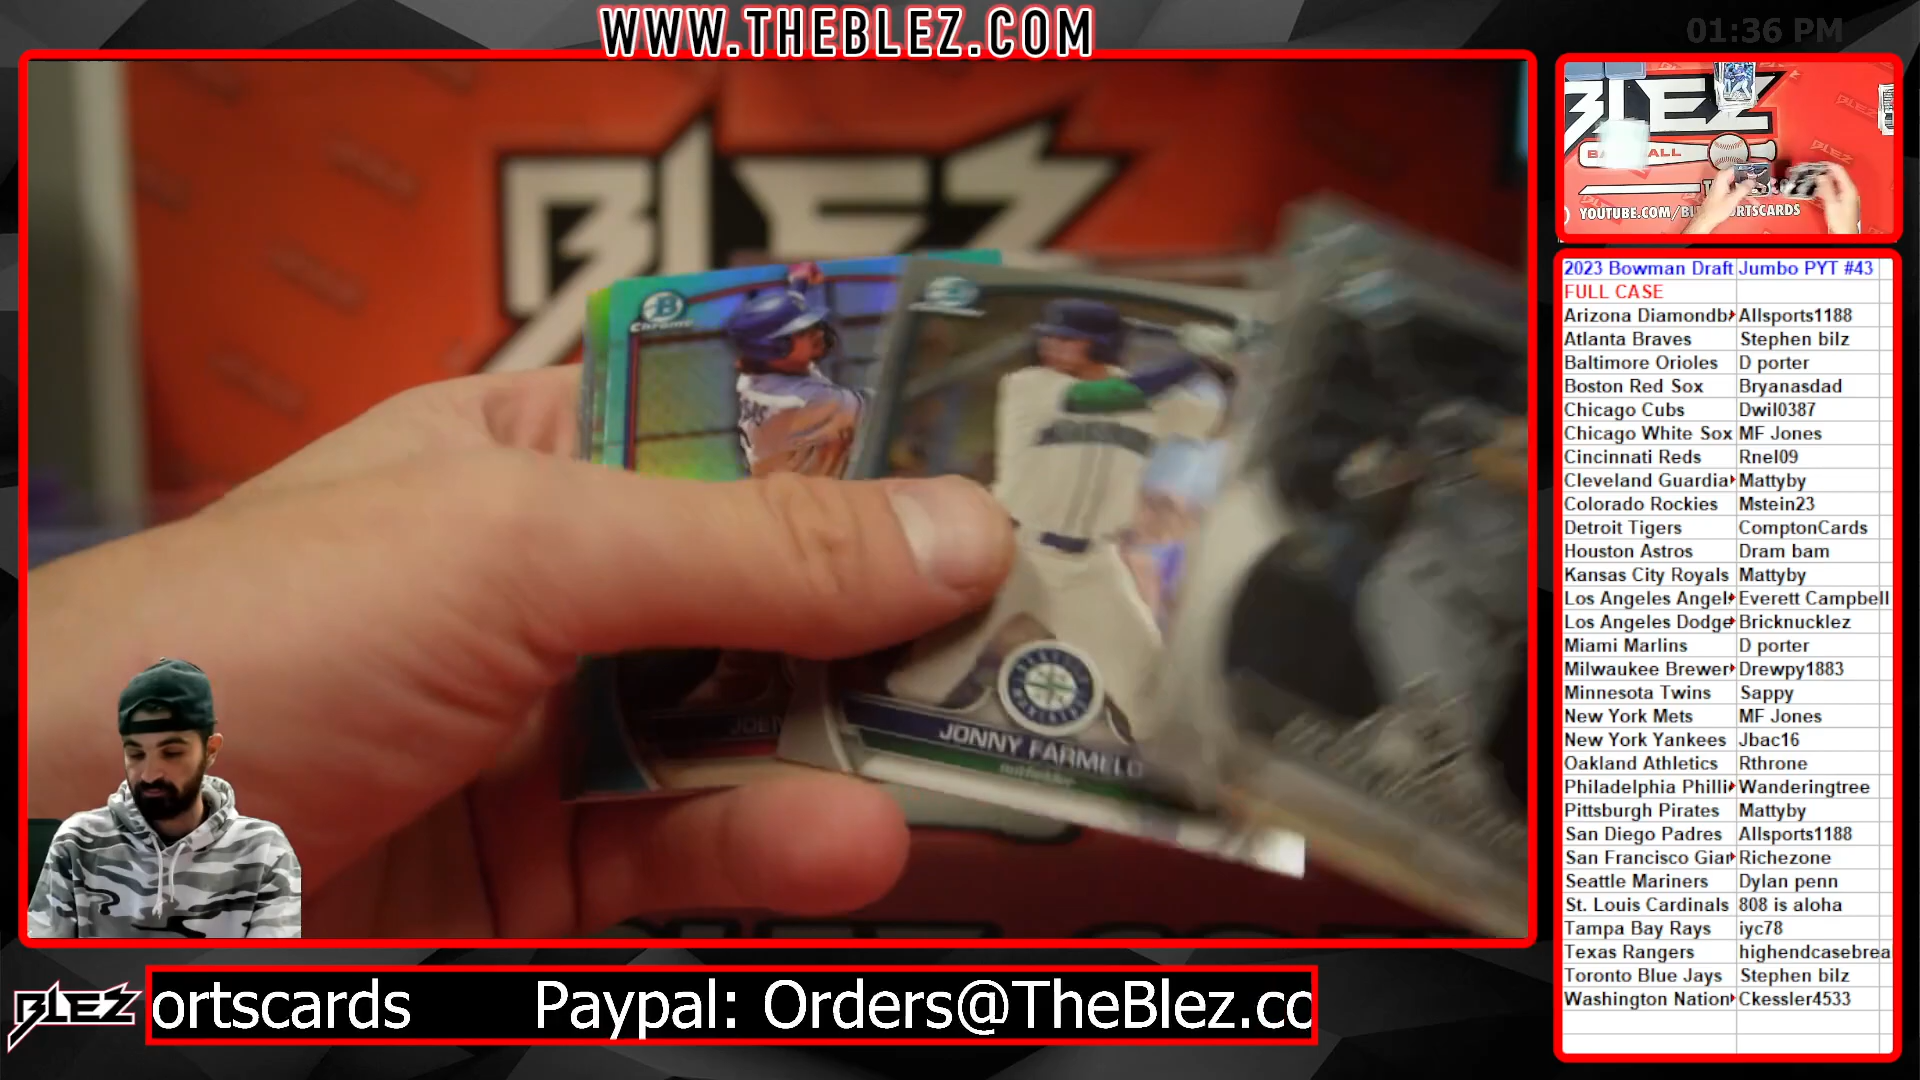 WWW.THEBLEZ.COM
01:36 PM
BLEZ
BLEZ
YOUTUBE.COM/BL
ORTSCARDS
Chrome
JONNY FARMELO
outfielder
2023 Bowman Draft Jumbo PYT #43
FULL CASE
Arizona Diamondb Allsports1188
Atlanta Braves Stephen bilz
Baltimore Orioles D porter
Boston Red Sox Bryanasdad
Chicago Cubs Dwil0387
Chicago White Sox MF Jones
Cincinnati Reds Rnel09
Cleveland Guardia Mattyby
Colorado Rockies Mstein23
Detroit Tigers ComptonCards
Houston Astros Dram bam
Kansas City Royals Mattyby
Los Angeles Angel Everett Campbell
Los Angeles Dodge Bricknucklez
Miami Marlins D porter
Milwaukee Brewer Drewpy1883
Minnesota Twins Sappy
New York Mets MF Jones
New York Yankees Jbac16
Oakland Athletics Rthrone
Philadelphia Philli Wanderingtree
Pittsburgh Pirates Mattyby
San Diego Padres Allsports1188
San Francisco Giar Richezone
Seattle Mariners Dylan penn
St. Louis Cardinals 808 is aloha
Tampa Bay Rays iyc78
Texas Rangers highendcasebrea
Toronto Blue Jays Stephen bilz
Washington Nation Ckessler4533
BLEZ
ortscards Paypal: Orders@TheBlez.co